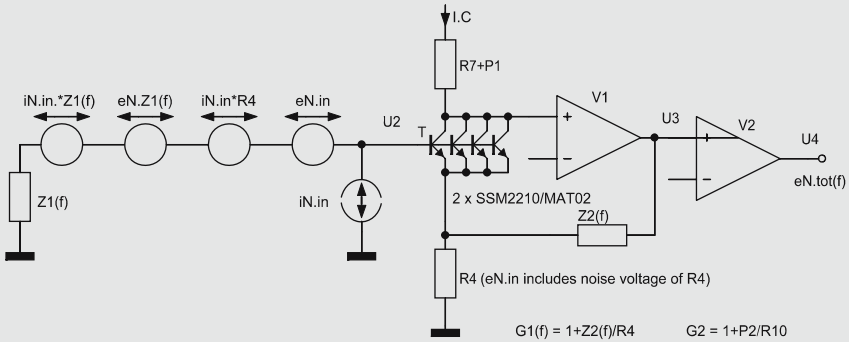 I.C
R7+P1
iN.in.*Z1(f)
eN.Z1(f)
iN.in*R4
eN.in
U2
T
V1
+
−
U3
V2
+
−
U4
eN.tot(f)
Z1(f)
iN.in
2 x SSM2210/MAT02
Z2(f)
R4 (eN.in includes noise voltage of R4)
G1(f) = 1+Z2(f)/R4
G2 = 1+P2/R10